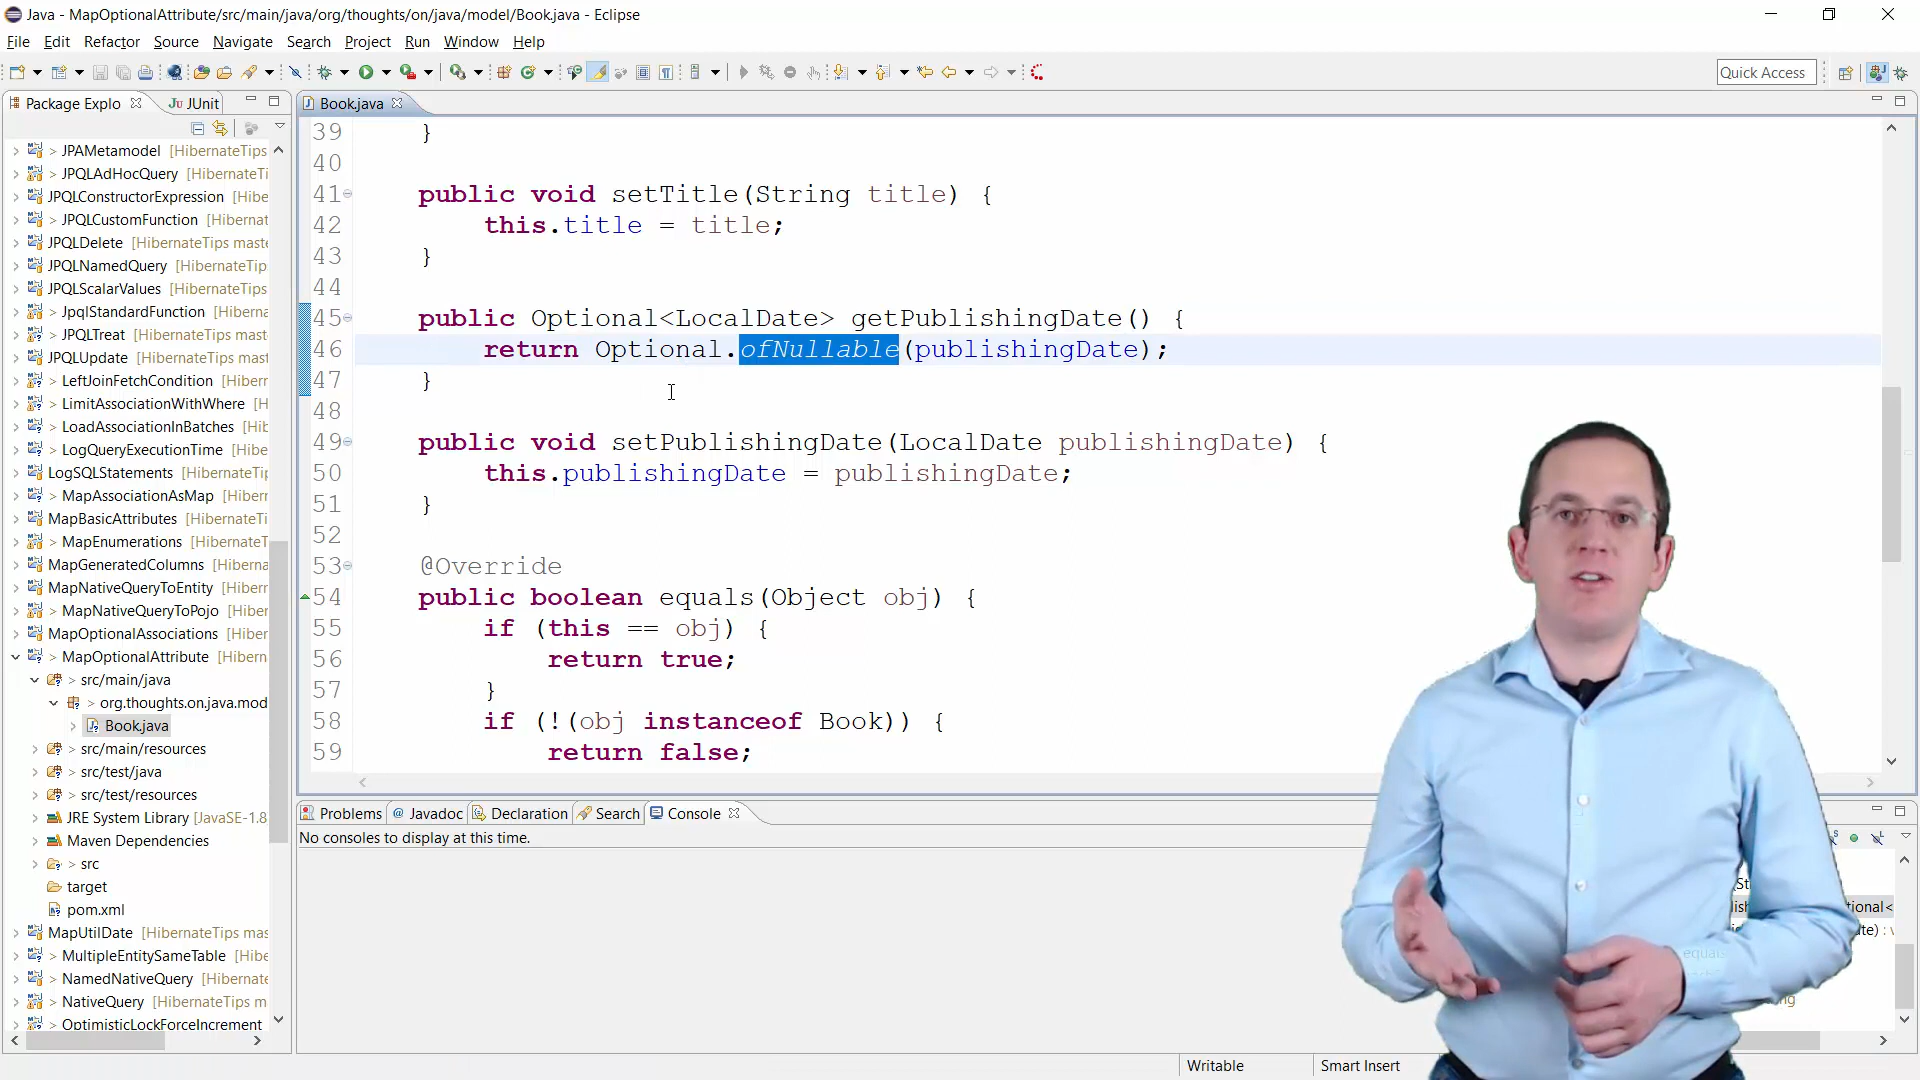 Java - MapOptionalAttribute/src/main/java/org/thoughts/on/java/model/Book.java - Eclipse
File Edit Refactor Source Navigate Search Project Run Window Help
Quick Access
Package Explo JUnit
JPAMetamodel [HibernateTips
JPQLAdHocQuery [HibernateTi
JPQLConstructorExpression [Hibe
JPQLCustomFunction [Hibernat
JPQLDelete [HibernateTips maste
JPQLNamedQuery [HibernateTip
JPQLScalarValues [HibernateTips
JpqlStandardFunction [Hibernate
JPQLTreat [HibernateTips maste
JPQLUpdate [HibernateTips mast
LeftJoinFetchCondition [Hibernat
LimitAssociationWithWhere [Hi
LoadAssociationInBatches [Hibe
LogQueryExecutionTime [Hiber
LogSQLStatements [HibernateTips
MapAssociationAsMap [Hibern
MapBasicAttributes [HibernateTi
MapEnumerations [HibernateTi
MapGeneratedColumns [Hiberna
MapNativeQueryToEntity [Hiber
MapNativeQueryToPojo [Hiberna
MapOptionalAssociations [Hibern
MapOptionalAttribute [Hibern
src/main/java
org.thoughts.on.java.mod
Book.java
src/main/resources
src/test/java
src/test/resources
JRE System Library [JavaSE-1.8
Maven Dependencies
src
target
pom.xml
MapUtilDate [HibernateTips maste
MultipleEntitySameTable [Hibe
NamedNativeQuery [Hibernate
NativeQuery [HibernateTips m
OptimisticLockForceIncrement
Book.java
39 }
40
41 public void setTitle(String title) {
42 this.title = title;
43 }
44
45 public Optional<LocalDate> getPublishingDate() {
46 return Optional.ofNullable(publishingDate);
47 }
48
49 public void setPublishingDate(LocalDate publishingDate) {
50 this.publishingDate = publishingDate;
51 }
52
53 @Override
54 public boolean equals(Object obj) {
55 if (this == obj) {
56 return true;
57 }
58 if (!(obj instanceof Book)) {
59 return false;
Problems Javadoc Declaration Search Console
No consoles to display at this time.
Writable Smart Insert